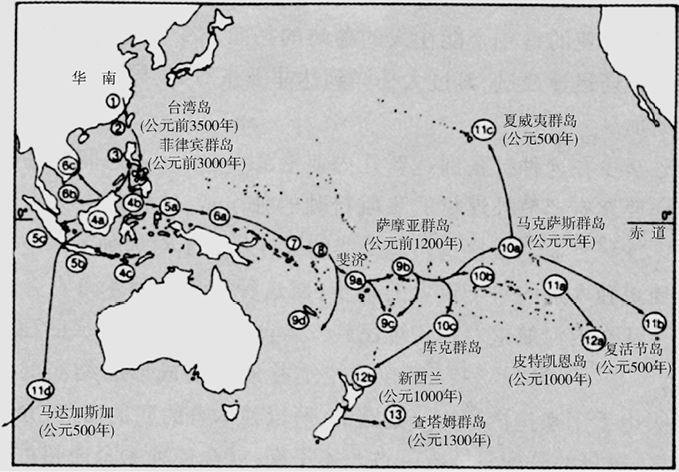 华 南
①
台湾岛
(公元前3500年)
②
③
菲律宾群岛
(公元前3000年)
夏威夷群岛
(公元500年)
11c
6c
6b
4a
4b
5a
6a
0°
5c
5b
4c
⑦
⑧
斐济
萨摩亚群岛
(公元前1200年)
马克萨斯群岛
(公元元年)
0°
赤 道
9a
9b
9c
9d
10a
10b
10c
11a
11b
12a
库克群岛
皮特凯恩岛
(公元1000年)
复活节岛
(公元500年)
11d
马达加斯加
(公元500年)
12b
新西兰
(公元1000年)
13
查塔姆群岛
(公元1300年)